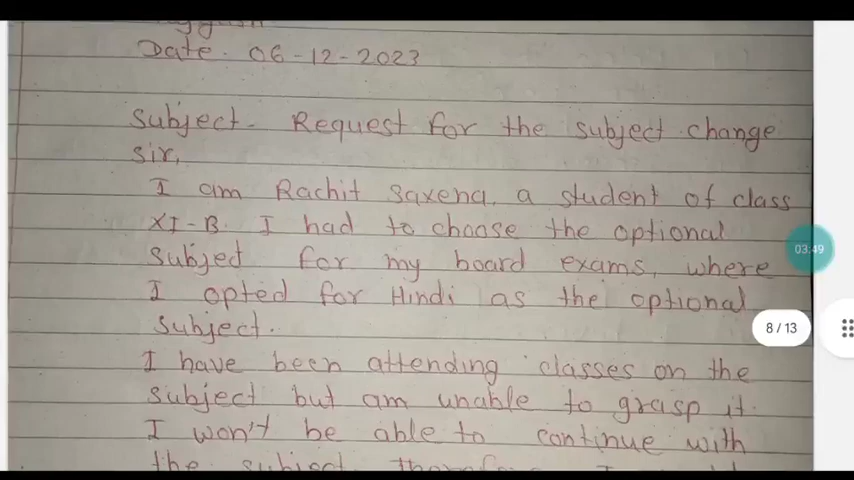 Date - 06-12-2023
Subject - Request for the subject change
Sir,
I am Rachit Saxena, a student of class
XI-B. I had to choose the optional
Subject for my board exams, where
I opted for Hindi as the optional
Subject.
I have been attending classes on the
subject but am unable to grasp it.
I won't be able to continue with
the subject
03:49
8 / 13